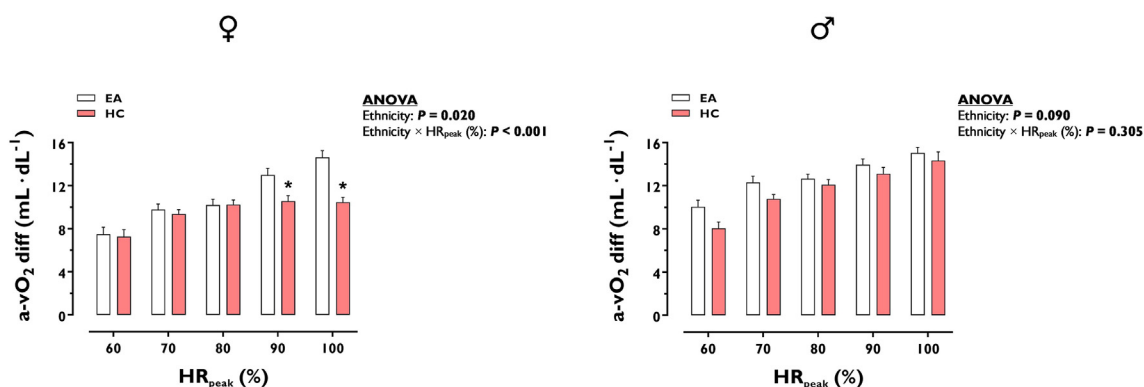 ♀
EA
HC
ANOVA
Ethnicity: P = 0.020
Ethnicity × HRpeak (%): P < 0.001
a-vO2 diff (mL · dL-1)
16
12
8
4
0
* *
60 70 80 90 100
HRpeak (%)
♂
EA
HC
ANOVA
Ethnicity: P = 0.090
Ethnicity × HRpeak (%): P = 0.305
a-vO2 diff (mL · dL-1)
16
12
8
4
0
60 70 80 90 100
HRpeak (%)